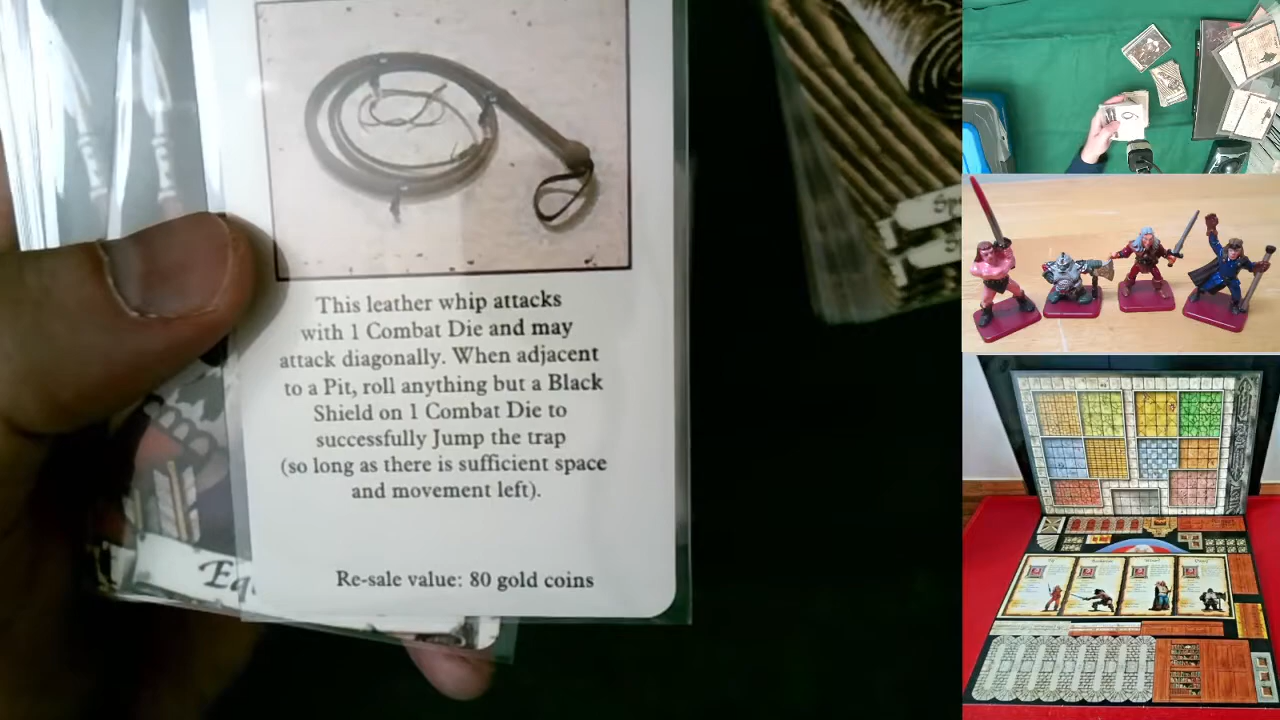 This leather whip attacks
with 1 Combat Die and may
attack diagonally. When adjacent
to a Pit, roll anything but a Black
Shield on 1 Combat Die to
successfully Jump the trap
(so long as there is sufficient space
and movement left).
Re-sale value: 80 gold coins